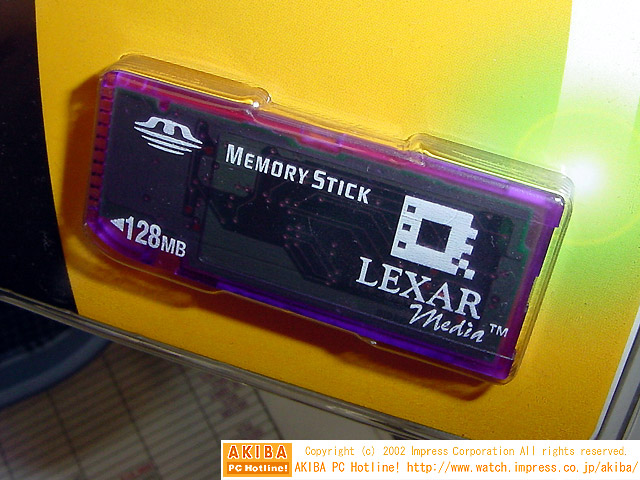 MEMORY STICK
128MB
LEXAR
Media™
AKIBA
PC Hotline!
Copyright (c) 2002 Impress Corporation All rights reserved.
AKIBA PC Hotline! http://www.watch.impress.co.jp/akiba/